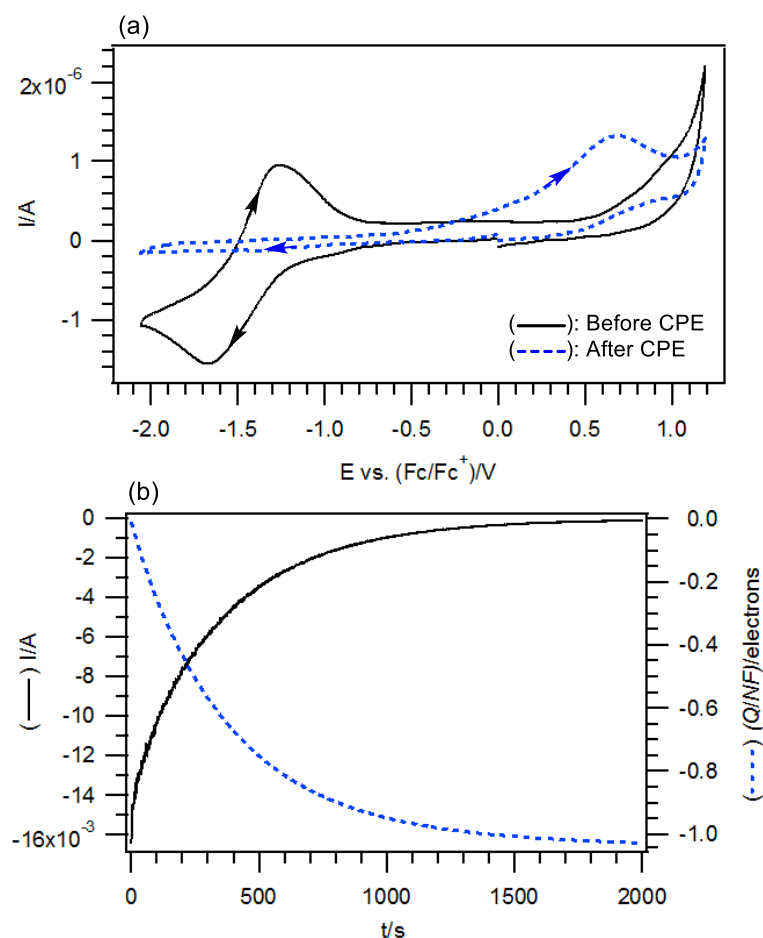 (a)
2x10⁻⁶
1
0
-1
I/A
(——): Before CPE
(-----): After CPE
-2.0 -1.5 -1.0 -0.5 0.0 0.5 1.0
E vs. (Fc/Fc⁺)/V
(b)
0
-2
-4
-6
-8
-10
-12
-14
-16x10⁻³
(——) I/A
0.0
-0.2
-0.4
-0.6
-0.8
-1.0
(-----) (Q/NF)/electrons
0 500 1000 1500 2000
t/s